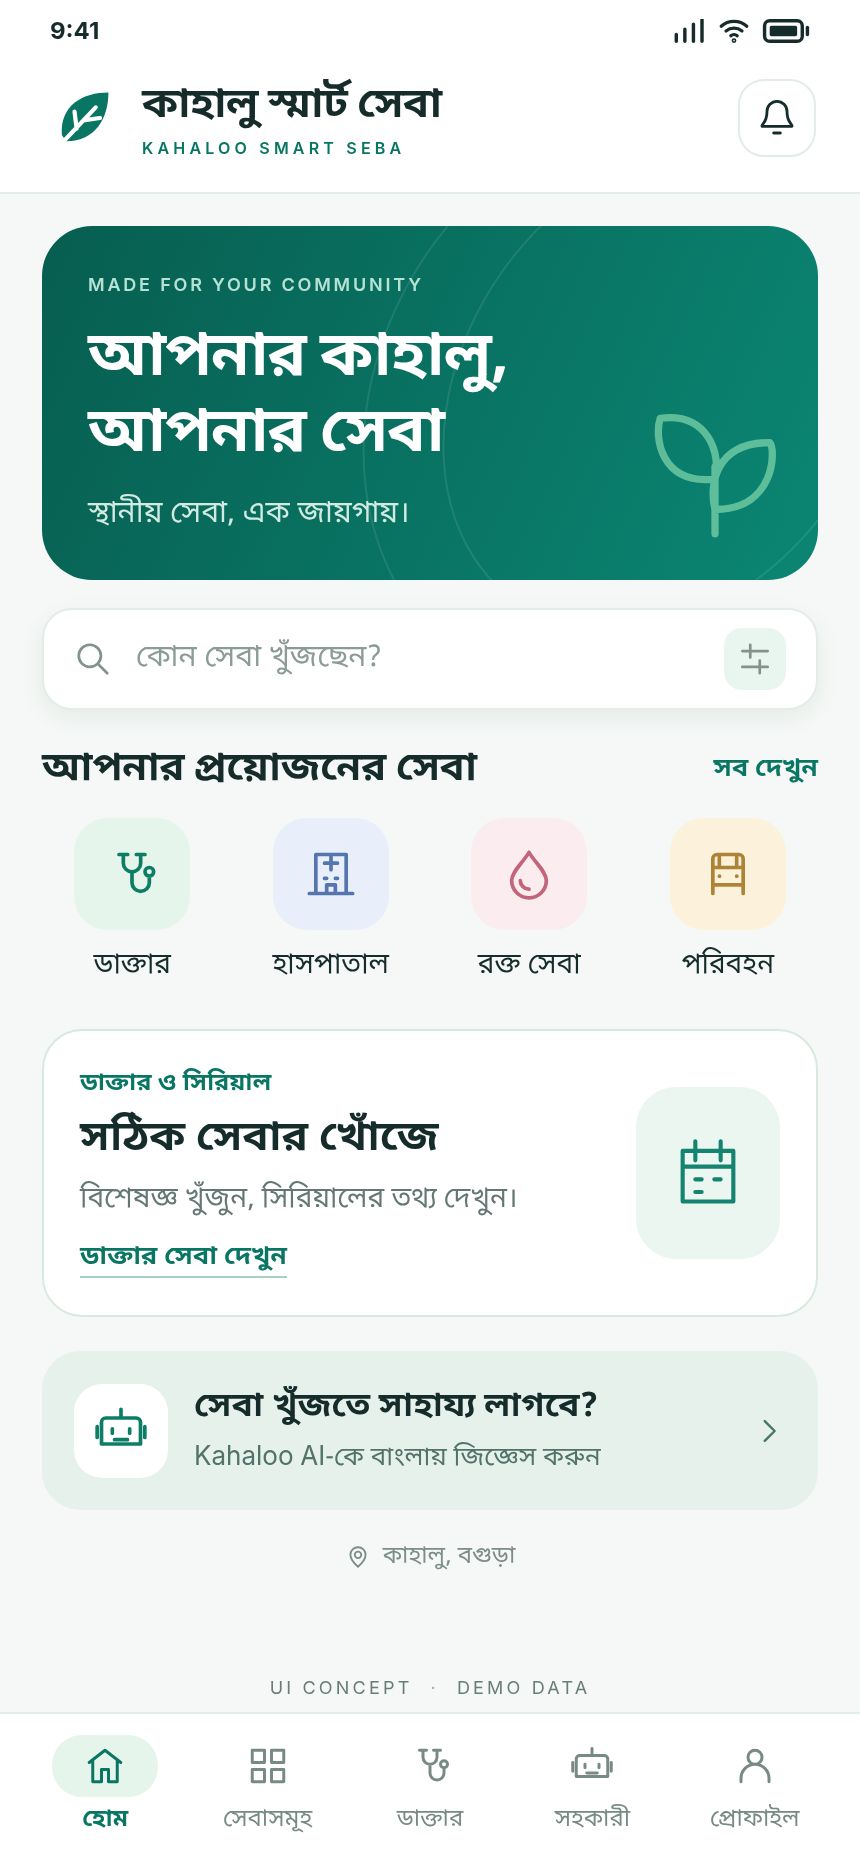 9:41
কাহালু স্মার্ট সেবা
KAHALOO SMART SEBA
MADE FOR YOUR COMMUNITY
আপনার কাহালু,
আপনার সেবা
স্থানীয় সেবা, এক জায়গায়।
কোন সেবা খুঁজছেন?
আপনার প্রয়োজনের সেবা
সব দেখুন
ডাক্তার
হাসপাতাল
রক্ত সেবা
পরিবহন
ডাক্তার ও সিরিয়াল
সঠিক সেবার খোঁজে
বিশেষজ্ঞ খুঁজুন, সিরিয়ালের তথ্য দেখুন।
ডাক্তার সেবা দেখুন
সেবা খুঁজতে সাহায্য লাগবে?
Kahaloo AI-কে বাংলায় জিজ্ঞেস করুন
কাহালু, বগুড়া
UI CONCEPT · DEMO DATA
হোম
সেবাসমূহ
ডাক্তার
সহকারী
প্রোফাইল